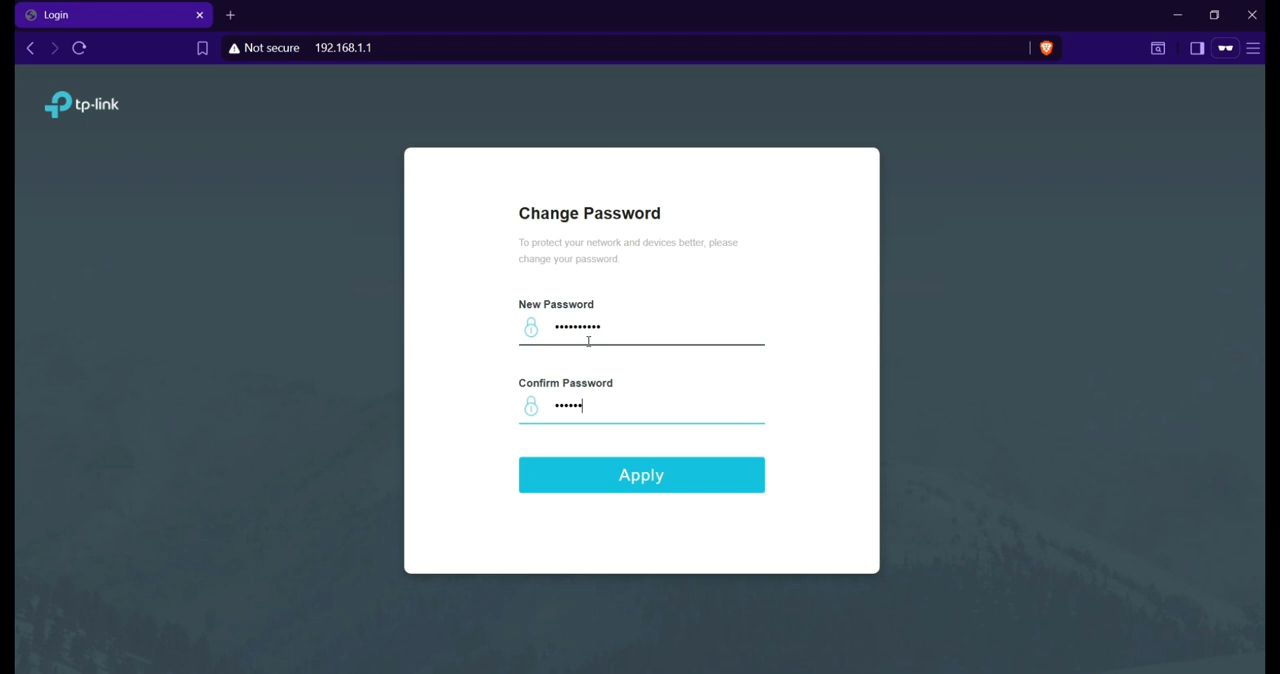 Login
Not secure 192.168.1.1
tp-link
Change Password
To protect your network and devices better, please
change your password.
New Password
••••••••••
Confirm Password
••••••
Apply